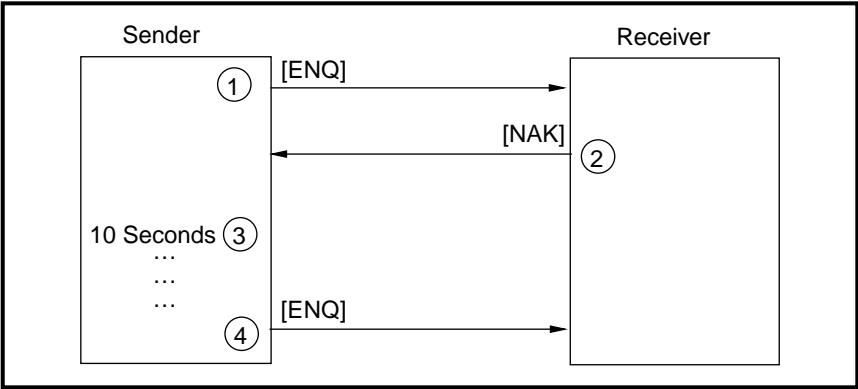 Sender
Receiver
1
[ENQ]
[NAK]
2
10 Seconds 3
...
...
...
[ENQ]
4